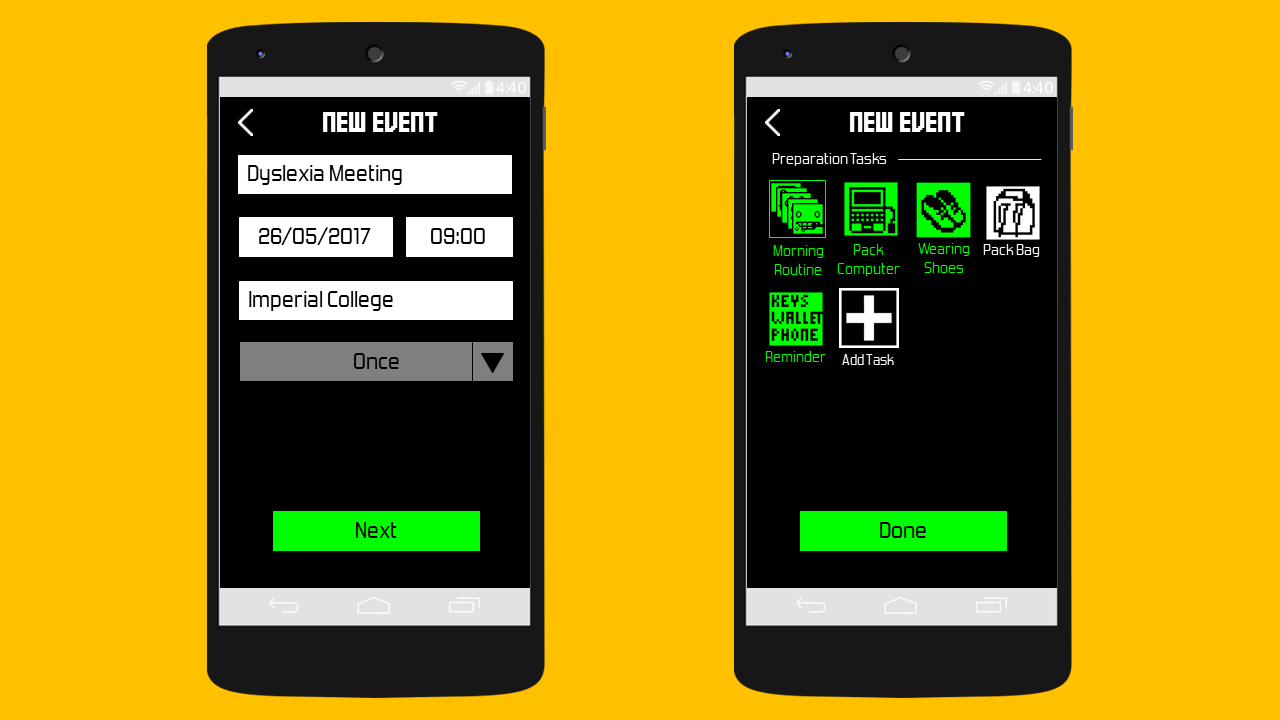 4:40
NEW EVENT
Dyslexia Meeting
26/05/2017 09:00
Imperial College
Once
Next
4:40
NEW EVENT
Preparation Tasks
Morning
Routine
Pack
Computer
Wearing
Shoes
Pack Bag
KEYS
WALLET
PHONE
Reminder
Add Task
Done